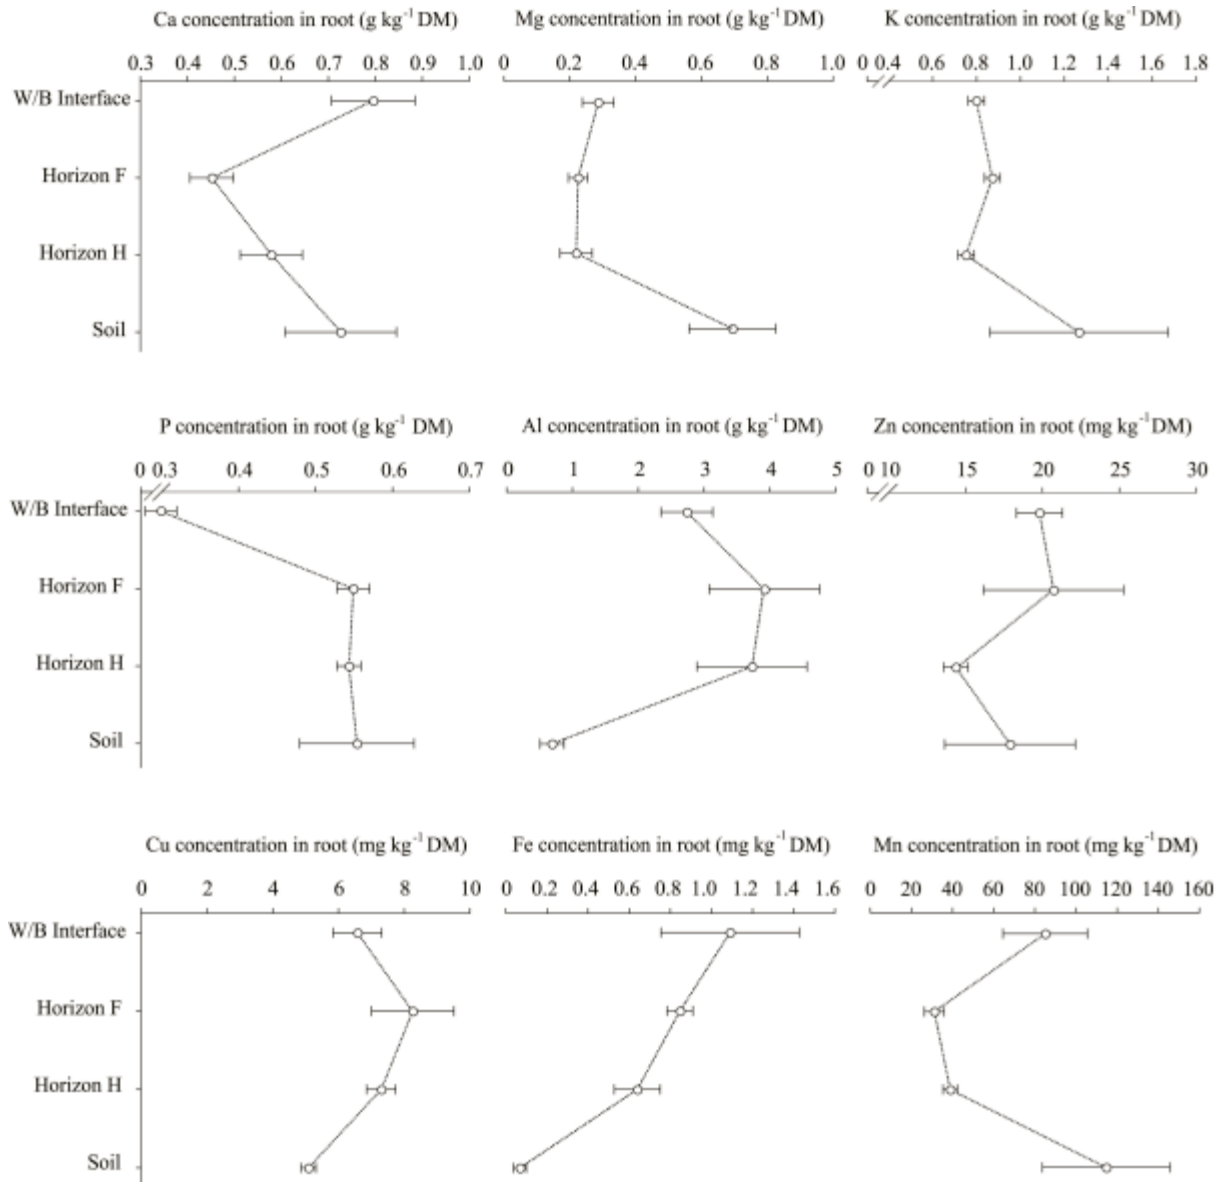 Ca concentration in root (g kg⁻¹ DM) Mg concentration in root (g kg⁻¹ DM) K concentration in root (g kg⁻¹ DM)
0.3 0.4 0.5 0.6 0.7 0.8 0.9 1.0 0 0.2 0.4 0.6 0.8 1.0 0 0.4 0.6 0.8 1.0 1.2 1.4 1.6 1.8
W/B Interface
Horizon F
Horizon H
Soil
P concentration in root (g kg⁻¹ DM) Al concentration in root (g kg⁻¹ DM) Zn concentration in root (mg kg⁻¹ DM)
0 0.3 0.4 0.5 0.6 0.7 0 1 2 3 4 5 0 10 15 20 25 30
W/B Interface
Horizon F
Horizon H
Soil
Cu concentration in root (mg kg⁻¹ DM) Fe concentration in root (mg kg⁻¹ DM) Mn concentration in root (mg kg⁻¹ DM)
0 2 4 6 8 10 0 0.2 0.4 0.6 0.8 1.0 1.2 1.4 1.6 0 20 40 60 80 100 120 140 160
W/B Interface
Horizon F
Horizon H
Soil